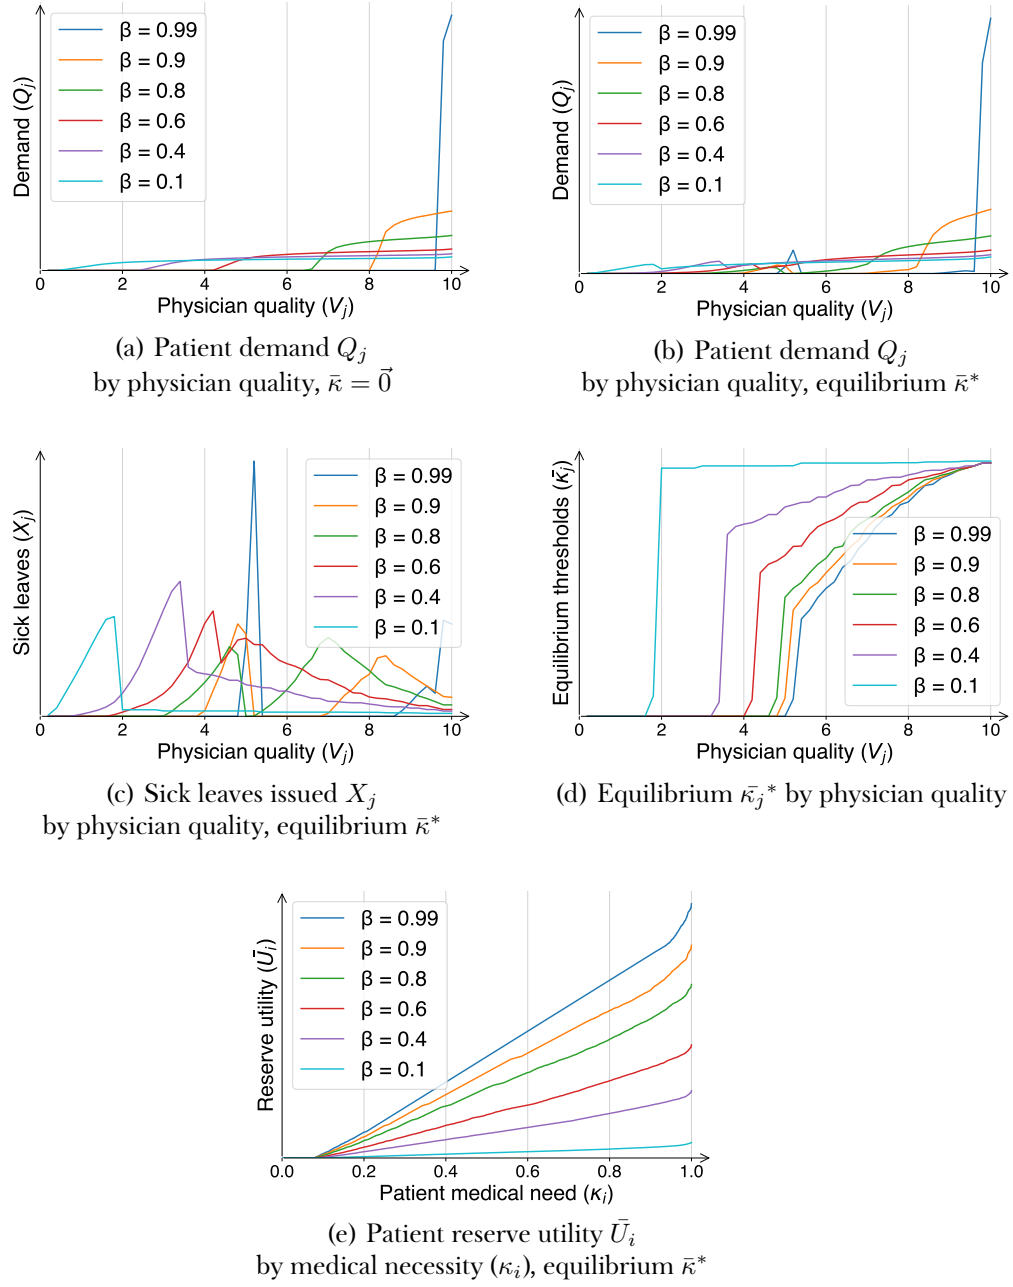 Demand (Qj)
β = 0.99
β = 0.9
β = 0.8
β = 0.6
β = 0.4
β = 0.1
0 2 4 6 8 10
Physician quality (Vj)
(a) Patient demand Qj
by physician quality, κ̄ = 0⃗
Demand (Qj)
β = 0.99
β = 0.9
β = 0.8
β = 0.6
β = 0.4
β = 0.1
0 2 4 6 8 10
Physician quality (Vj)
(b) Patient demand Qj
by physician quality, equilibrium κ̄*
Sick leaves (Xj)
β = 0.99
β = 0.9
β = 0.8
β = 0.6
β = 0.4
β = 0.1
0 2 4 6 8 10
Physician quality (Vj)
(c) Sick leaves issued Xj
by physician quality, equilibrium κ̄*
Equilibrium thresholds (κ̄j)
β = 0.99
β = 0.9
β = 0.8
β = 0.6
β = 0.4
β = 0.1
0 2 4 6 8 10
Physician quality (Vj)
(d) Equilibrium κ̄j* by physician quality
Reserve utility (Ūi)
β = 0.99
β = 0.9
β = 0.8
β = 0.6
β = 0.4
β = 0.1
0.0 0.2 0.4 0.6 0.8 1.0
Patient medical need (κi)
(e) Patient reserve utility Ūi
by medical necessity (κi), equilibrium κ̄*